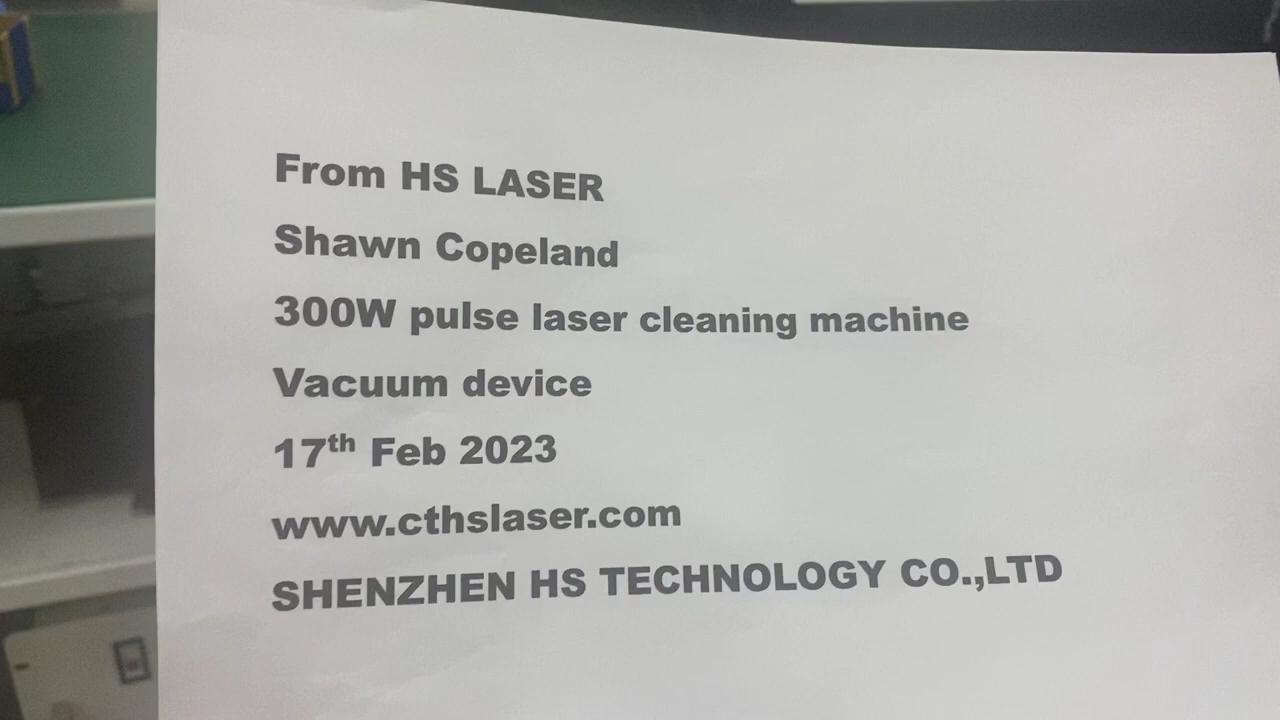 From HS LASER
Shawn Copeland
300W pulse laser cleaning machine
Vacuum device
17th Feb 2023
www.cthslaser.com
SHENZHEN HS TECHNOLOGY CO.,LTD